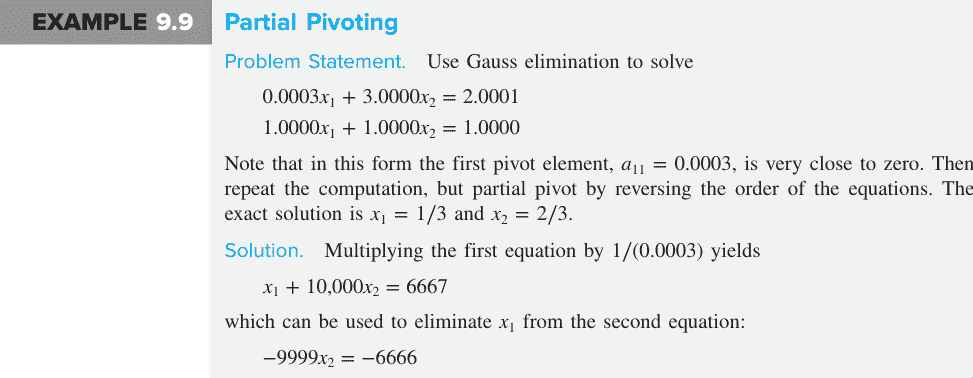 EXAMPLE 9.9 Partial Pivoting
Problem Statement. Use Gauss elimination to solve
0.0003x₁ + 3.0000x₂ = 2.0001
1.0000x₁ + 1.0000x₂ = 1.0000
Note that in this form the first pivot element, a₁₁ = 0.0003, is very close to zero. Then
repeat the computation, but partial pivot by reversing the order of the equations. The
exact solution is x₁ = 1/3 and x₂ = 2/3.
Solution. Multiplying the first equation by 1/(0.0003) yields
x₁ + 10,000x₂ = 6667
which can be used to eliminate x₁ from the second equation:
−9999x₂ = −6666